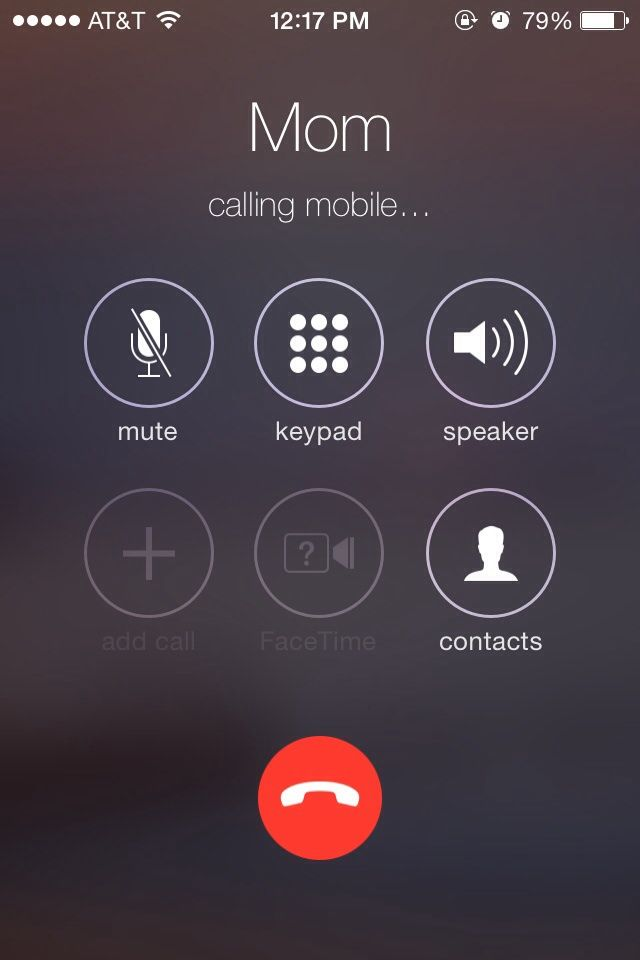 AT&T 12:17 PM 79%
Mom
calling mobile...
mute keypad speaker
?
add call FaceTime contacts